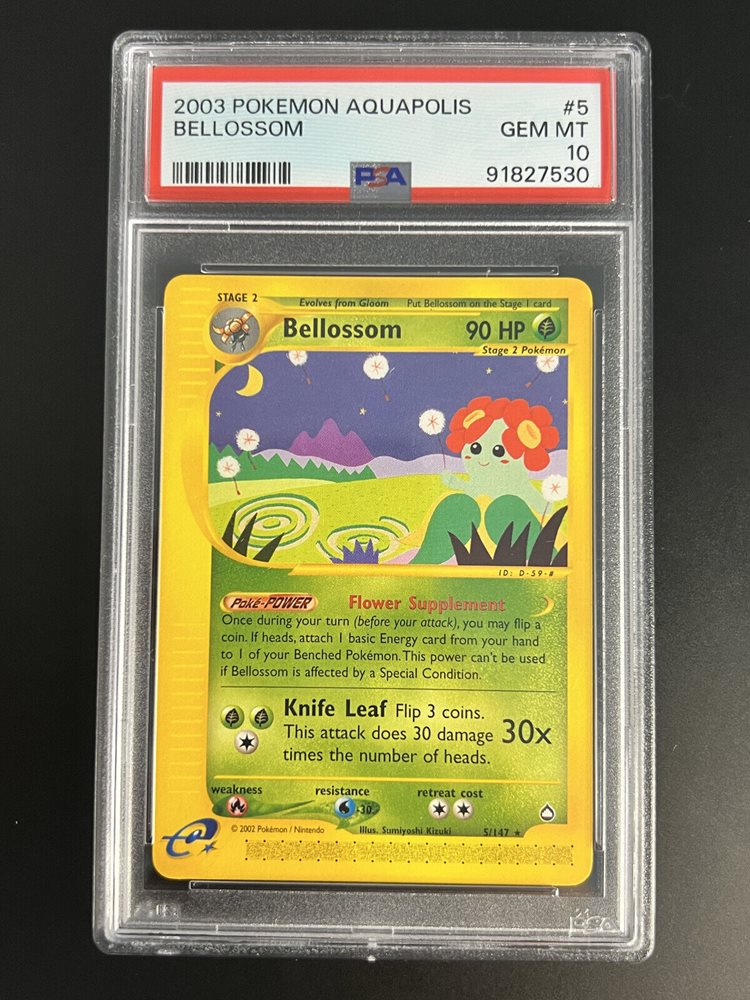 2003 POKEMON AQUAPOLIS #5
BELLOSSOM GEM MT
10
PSA 91827530
STAGE 2 Evolves from Gloom Put Bellossom on the Stage 1 card
Bellossom 90 HP
Stage 2 Pokémon
ID: D-59-#
Poké-POWER Flower Supplement
Once during your turn (before your attack), you may flip a
coin. If heads, attach 1 basic Energy card from your hand
to 1 of your Benched Pokémon. This power can't be used
if Bellossom is affected by a Special Condition.
Knife Leaf Flip 3 coins.
This attack does 30 damage 30x
times the number of heads.
weakness resistance retreat cost
-30
© 2002 Pokémon / Nintendo Illus. Sumiyoshi Kizuki 5/147 ★
e